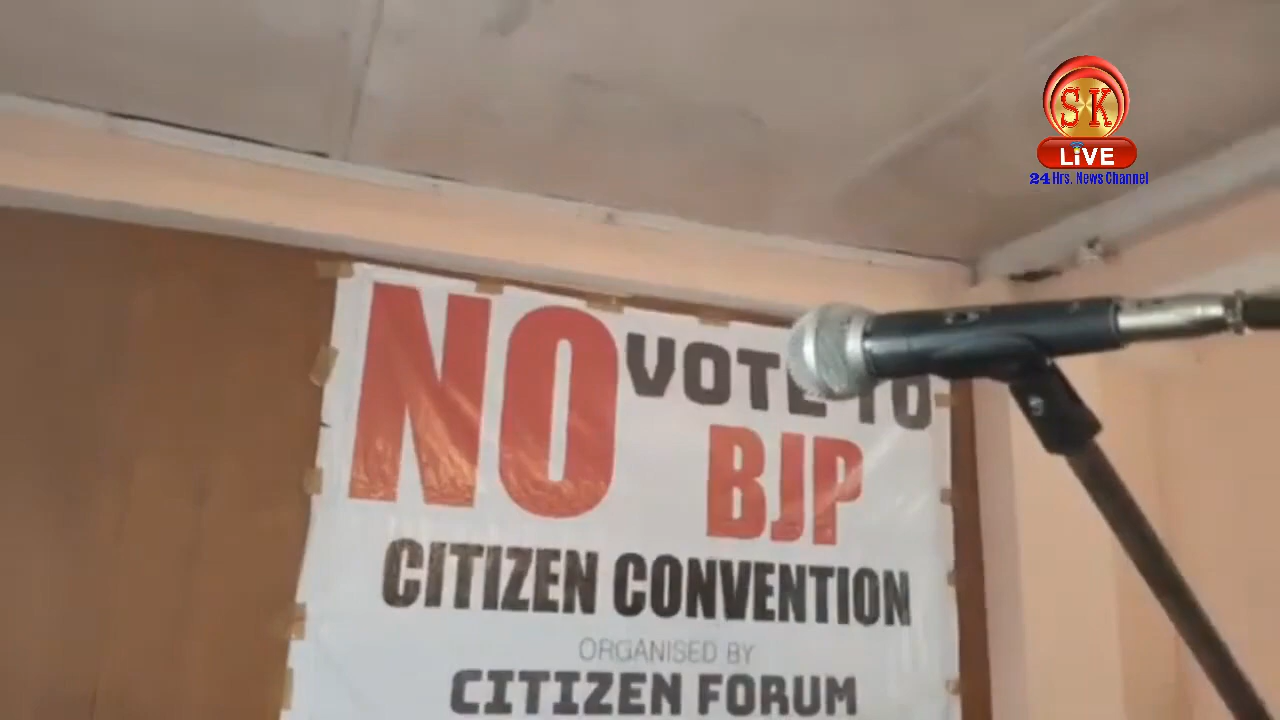 SK
LiVE
24 Hrs. News Channel
NO VOTE TO
BJP
CITIZEN CONVENTION
ORGANISED BY
CITIZEN FORUM